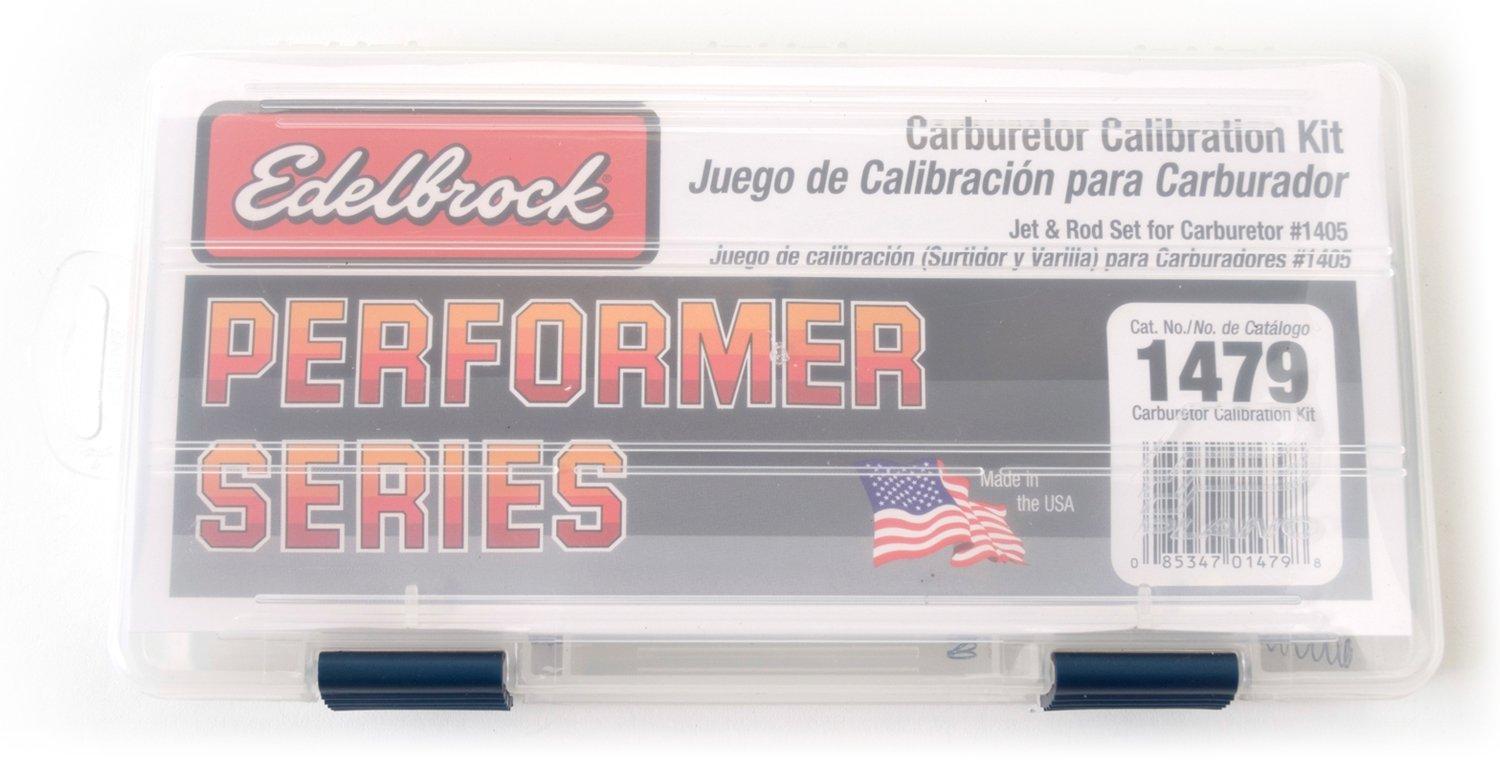 Edelbrock®
Carburetor Calibration Kit
Juego de Calibración para Carburador
Jet & Rod Set for Carburetor #1405
Juego de calibración (Surtidor y Varilla) para Carburadores #1405
PERFORMER
SERIES
Made in
the USA
Cat. No./No. de Catálogo
1479
Carburetor Calibration Kit
PLANO
0 85347 01479 8